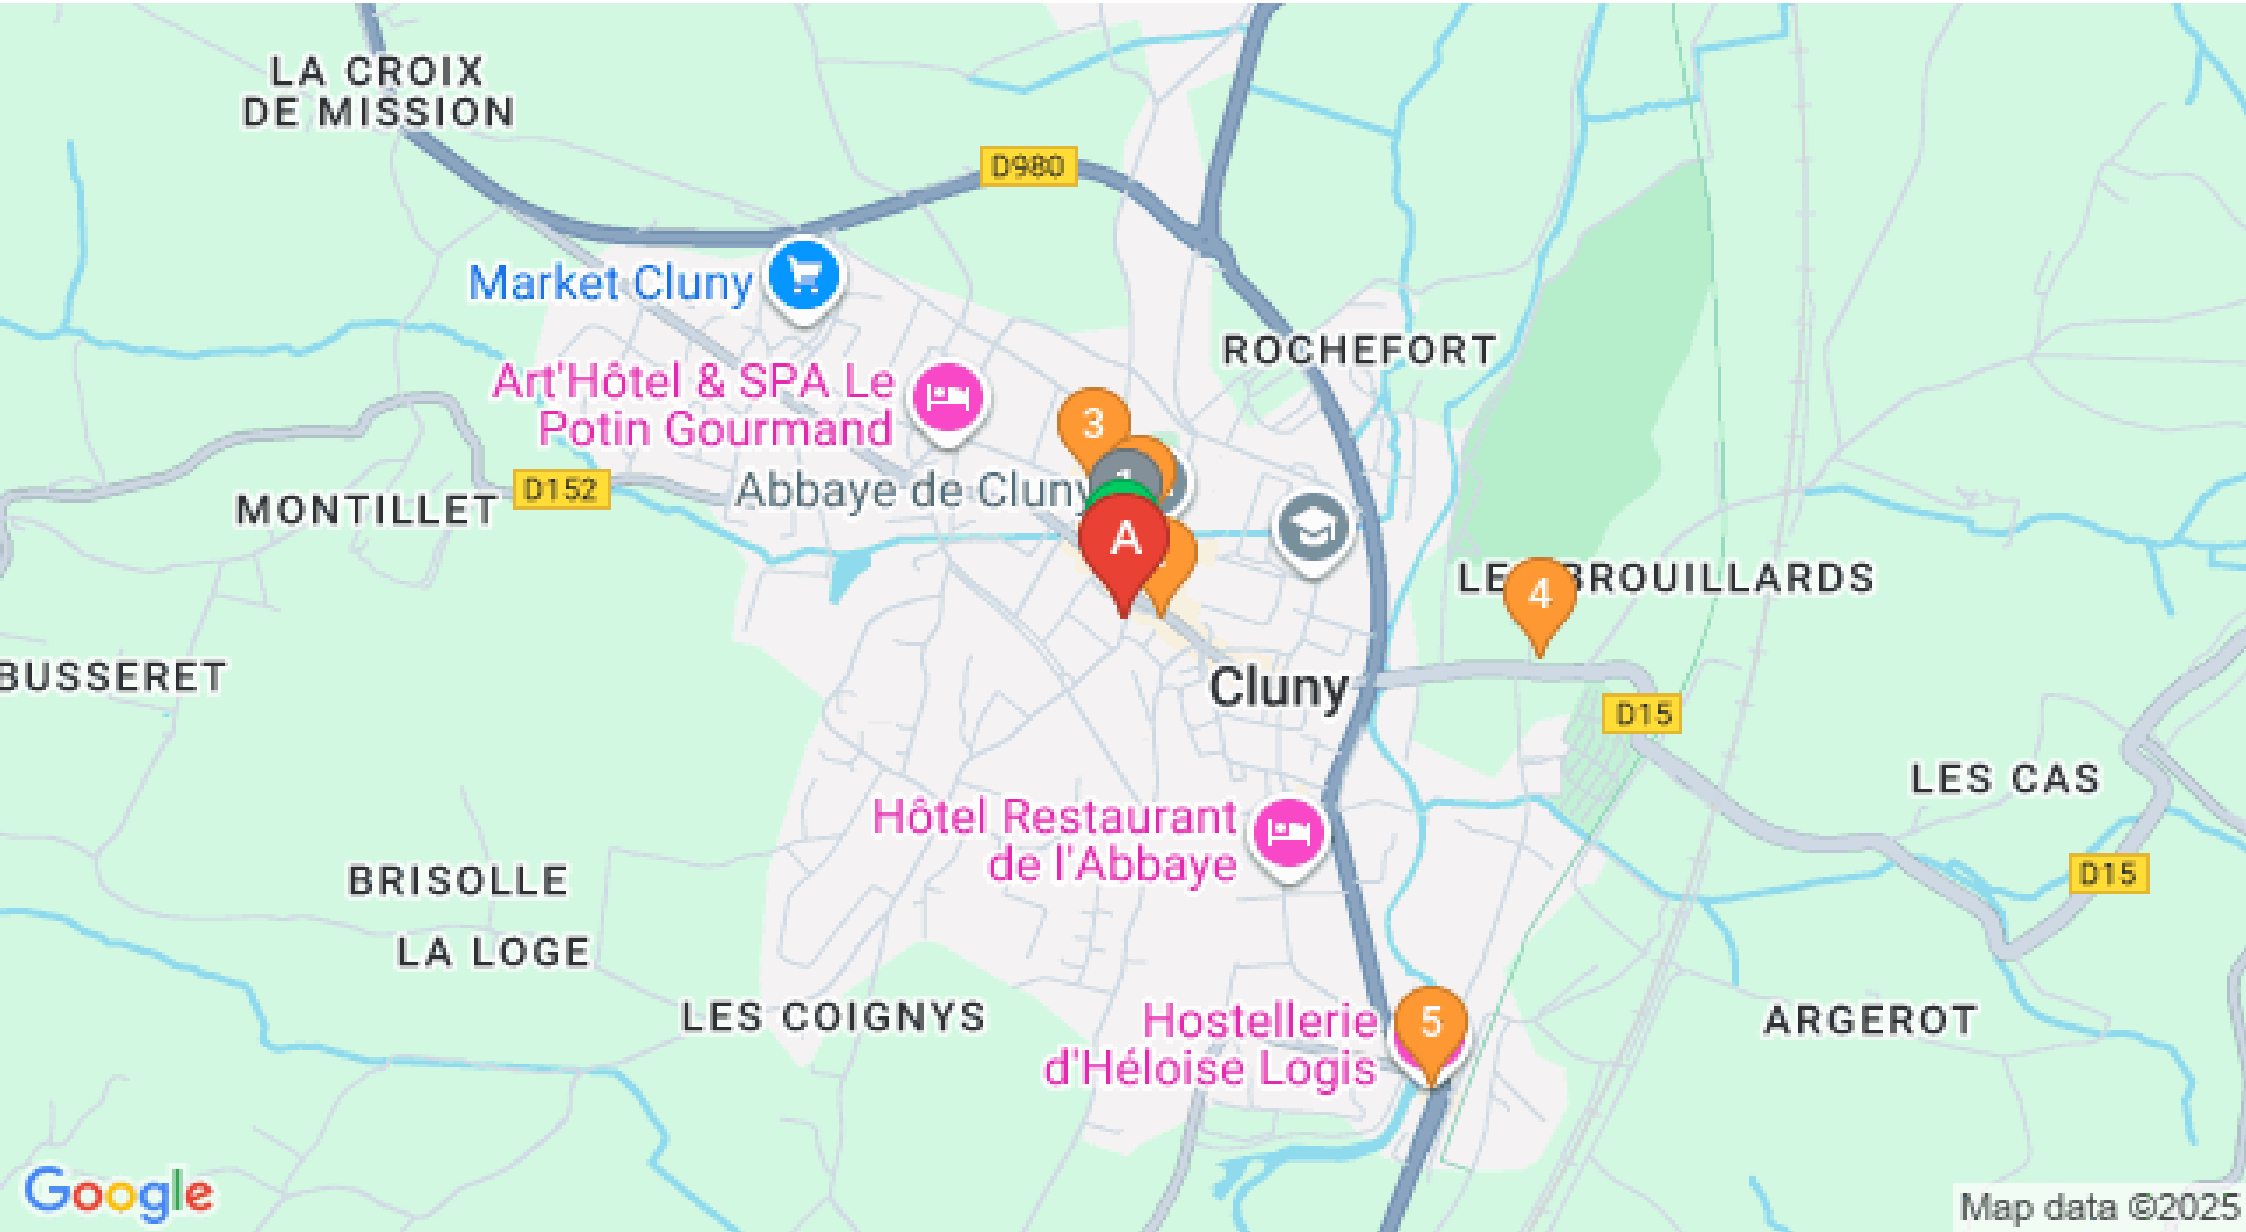 LA CROIX
DE MISSION
D980
Market Cluny
ROCHEFORT
Art'Hôtel & SPA Le
Potin Gourmand
3
Abbaye de Cluny
D152
MONTILLET
A
4
BROUILLARDS
BUSSERET
Cluny
D15
LES CAS
Hôtel Restaurant
de l'Abbaye
D15
BRISOLLE
LA LOGE
LES COIGNYS
Hostellerie
d'Héloise Logis
5
ARGEROT
Google
Map data ©2025